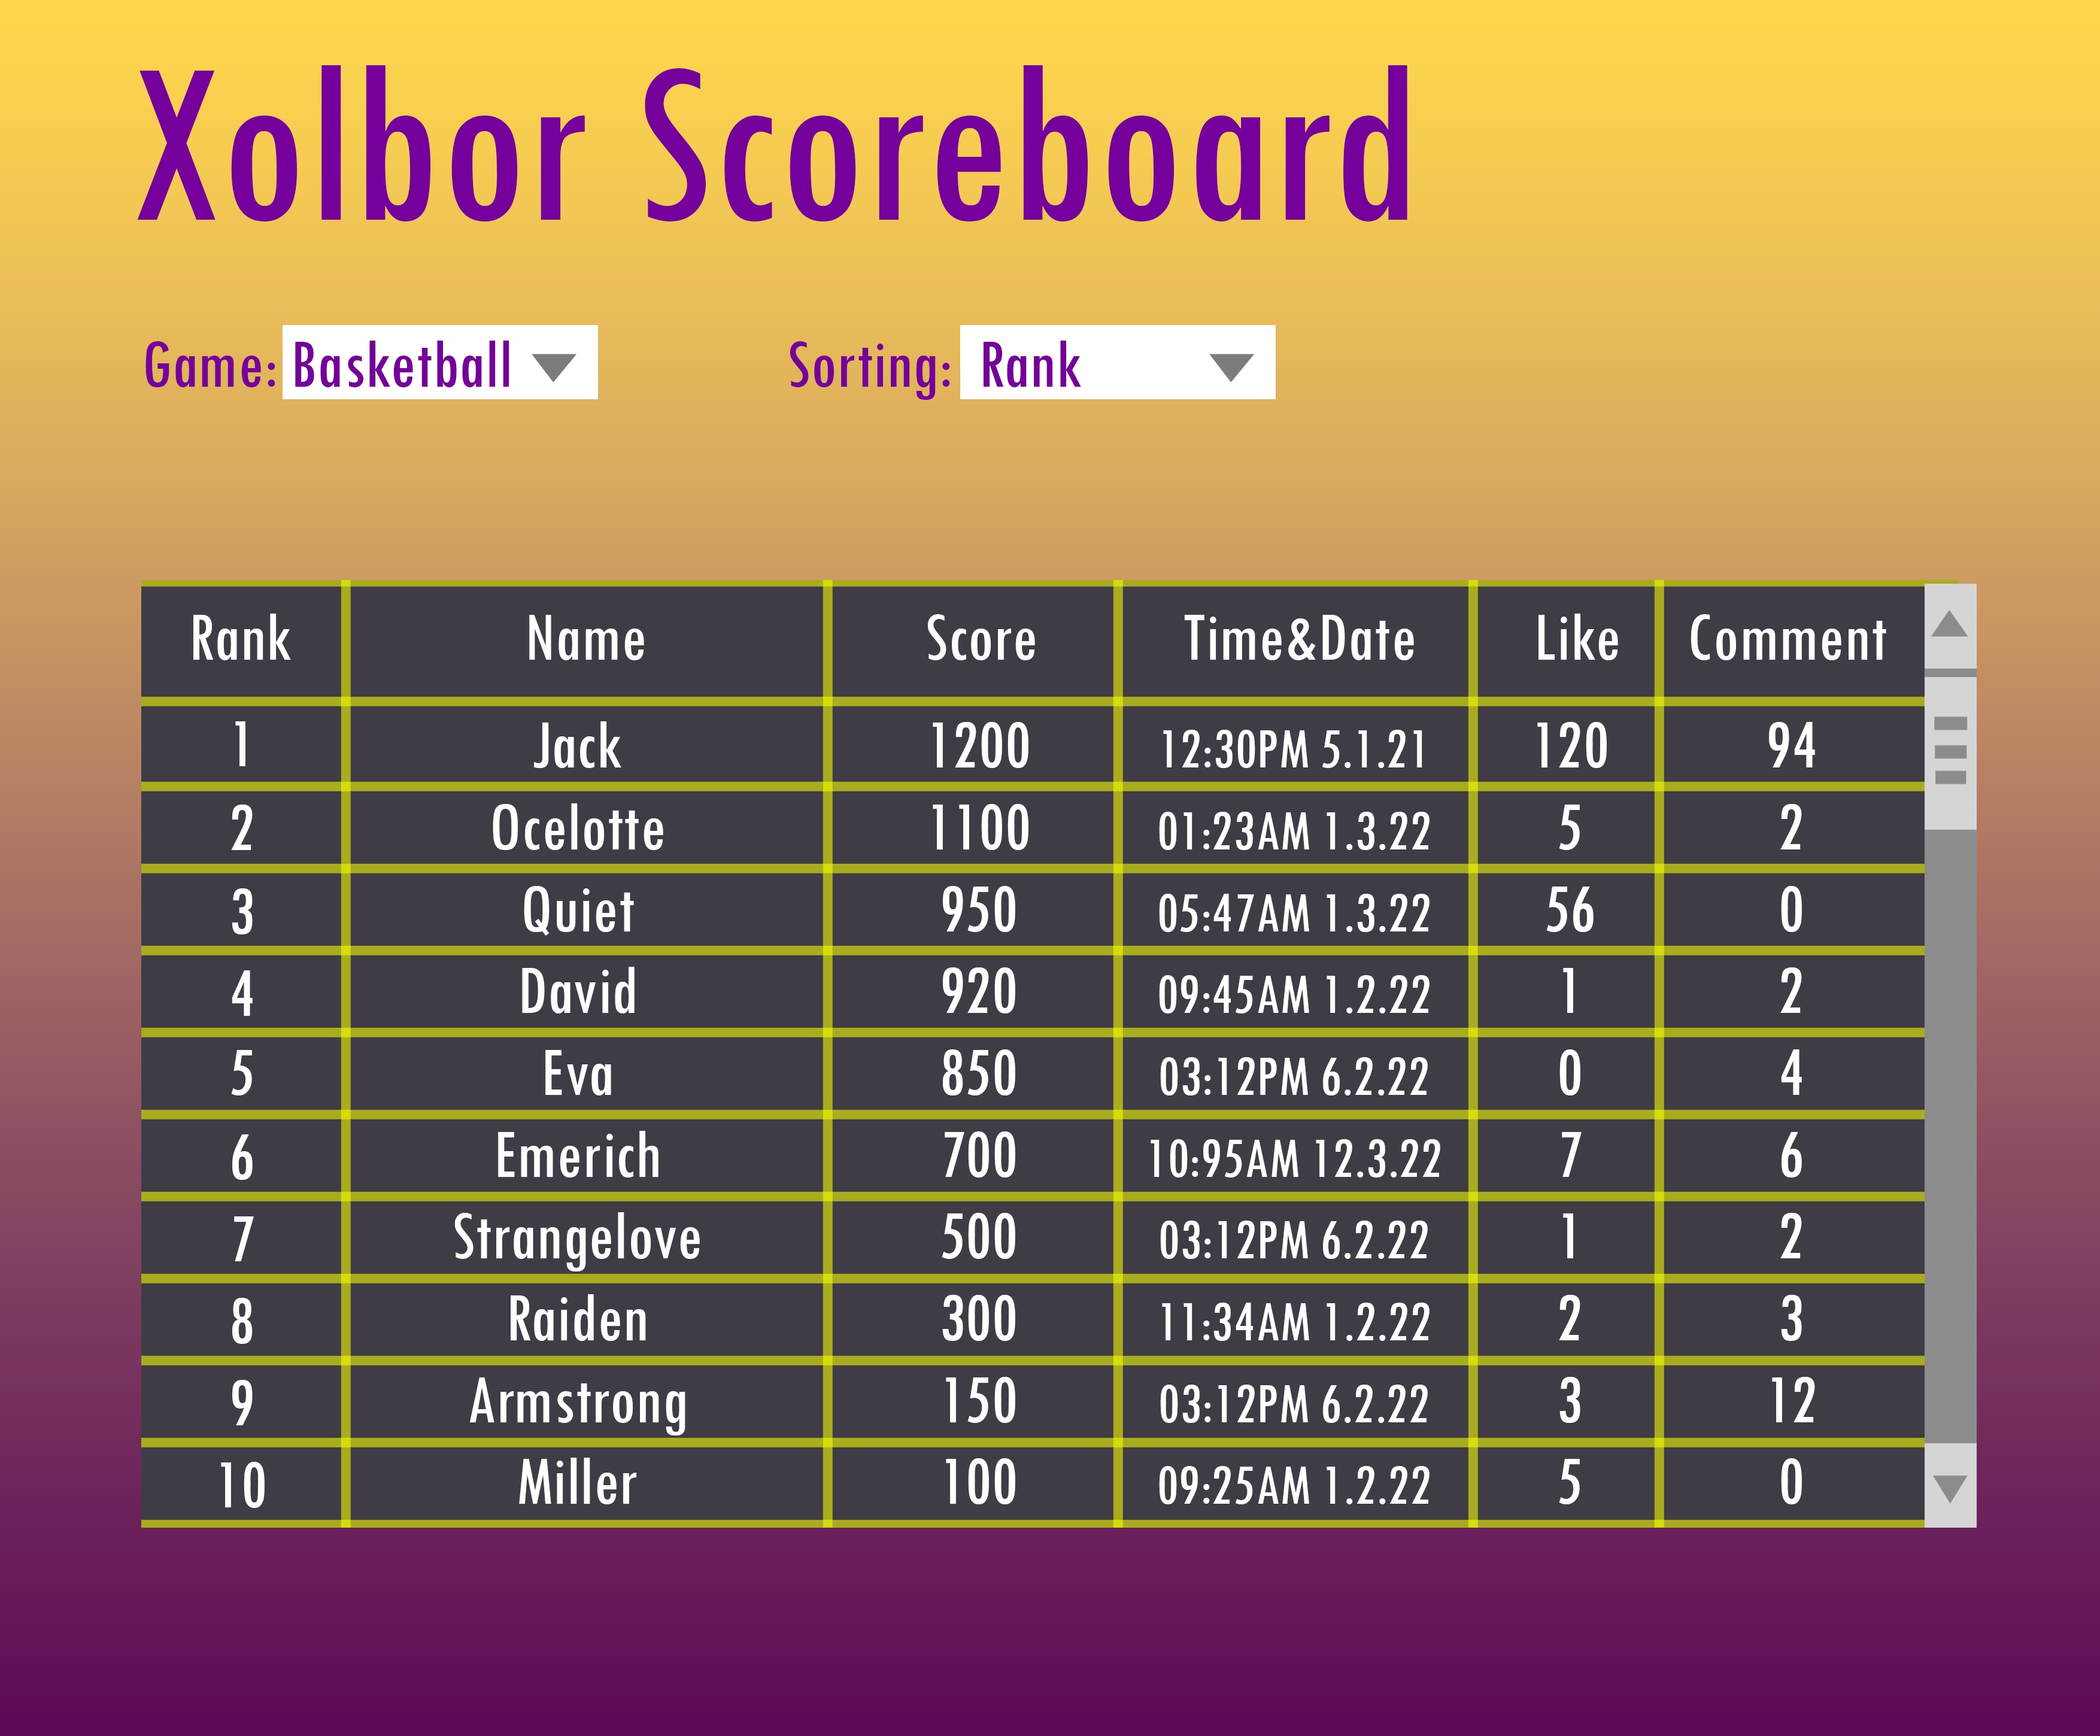 Xolbor Scoreboard
Game: Basketball Sorting: Rank
Rank Name Score Time&Date Like Comment
1 Jack 1200 12:30PM 5.1.21 120 94
2 Ocelotte 1100 01:23AM 1.3.22 5 2
3 Quiet 950 05:47AM 1.3.22 56 0
4 David 920 09:45AM 1.2.22 1 2
5 Eva 850 03:12PM 6.2.22 0 4
6 Emerich 700 10:95AM 12.3.22 7 6
7 Strangelove 500 03:12PM 6.2.22 1 2
8 Raiden 300 11:34AM 1.2.22 2 3
9 Armstrong 150 03:12PM 6.2.22 3 12
10 Miller 100 09:25AM 1.2.22 5 0